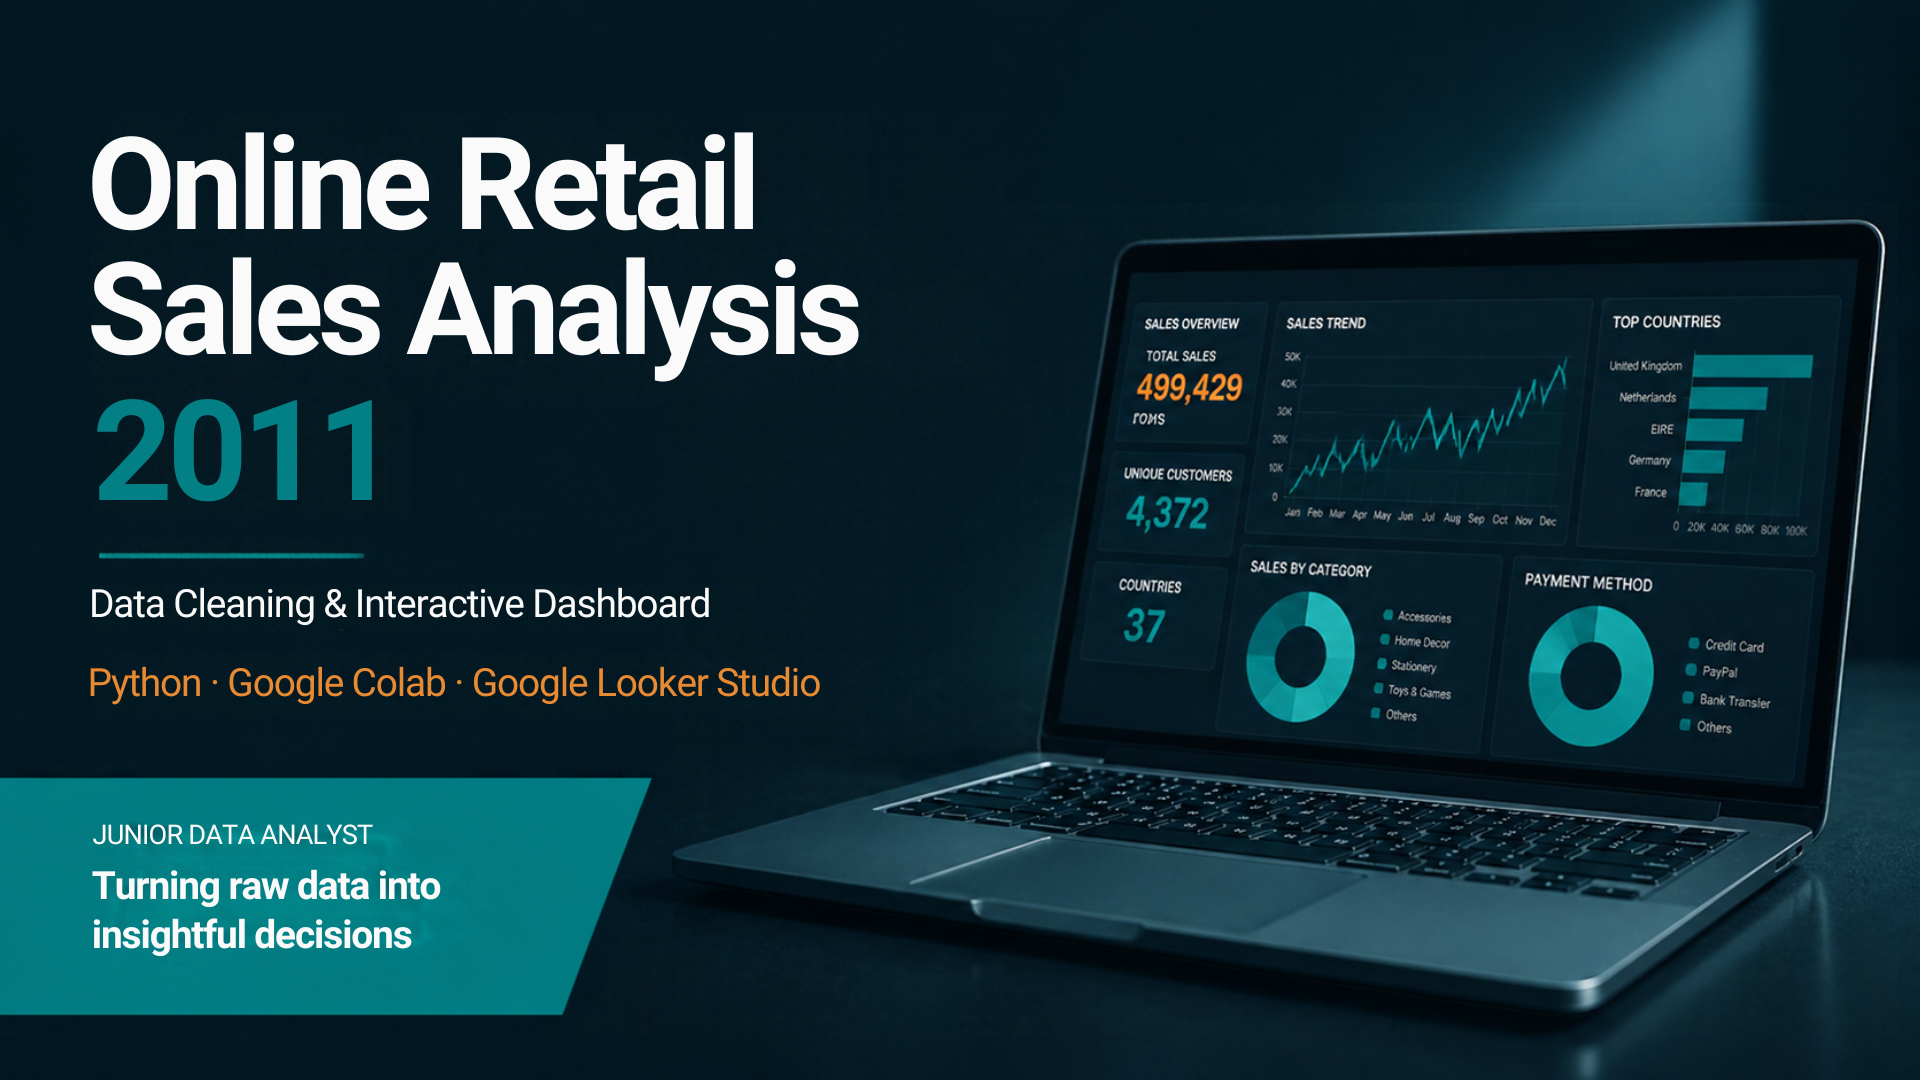 Online Retail
Sales Analysis
2011
Data Cleaning & Interactive Dashboard
Python · Google Colab · Google Looker Studio
JUNIOR DATA ANALYST
Turning raw data into
insightful decisions
SALES OVERVIEW
TOTAL SALES
499,429
UNIQUE CUSTOMERS
4,372
COUNTRIES
37
SALES TREND
50K
40K
30K
20K
10K
0
Jan Feb Mar Apr May Jun Jul Aug Sep Oct Nov Dec
TOP COUNTRIES
United Kingdom
Netherlands
EIRE
Germany
France
0 20K 40K 60K 80K 100K
SALES BY CATEGORY
Accessories
Home Decor
Stationery
Toys & Games
Others
PAYMENT METHOD
Credit Card
PayPal
Bank Transfer
Others